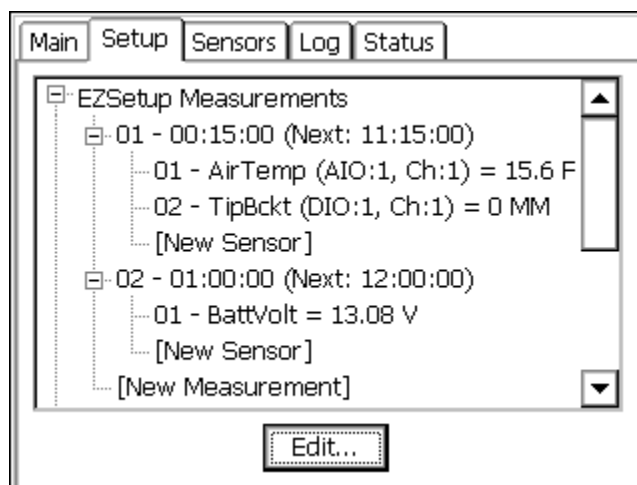 Main Setup Sensors Log Status
EZSetup Measurements
01 - 00:15:00 (Next: 11:15:00)
01 - AirTemp (AIO:1, Ch:1) = 15.6 F
02 - TipBckt (DIO:1, Ch:1) = 0 MM
[New Sensor]
02 - 01:00:00 (Next: 12:00:00)
01 - BattVolt = 13.08 V
[New Sensor]
[New Measurement]
Edit...